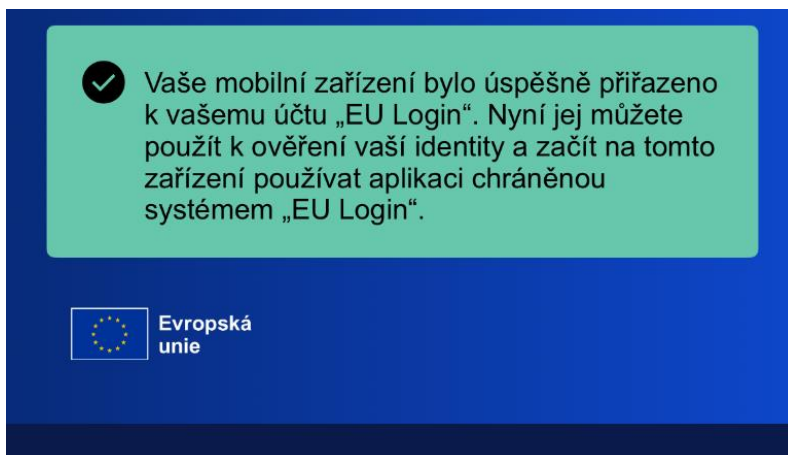 Vaše mobilní zařízení bylo úspěšně přiřazeno
k vašemu účtu „EU Login“. Nyní jej můžete
použít k ověření vaší identity a začít na tomto
zařízení používat aplikaci chráněnou
systémem „EU Login“.
Evropská
unie